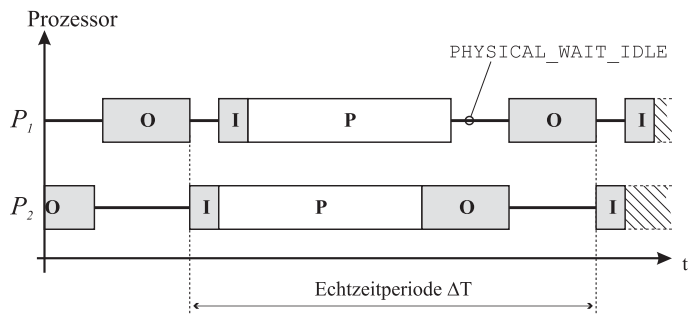 Prozessor
PHYSICAL_WAIT_IDLE
P1 O I P O I
P2 O I P O I
t
Echtzeitperiode ΔT